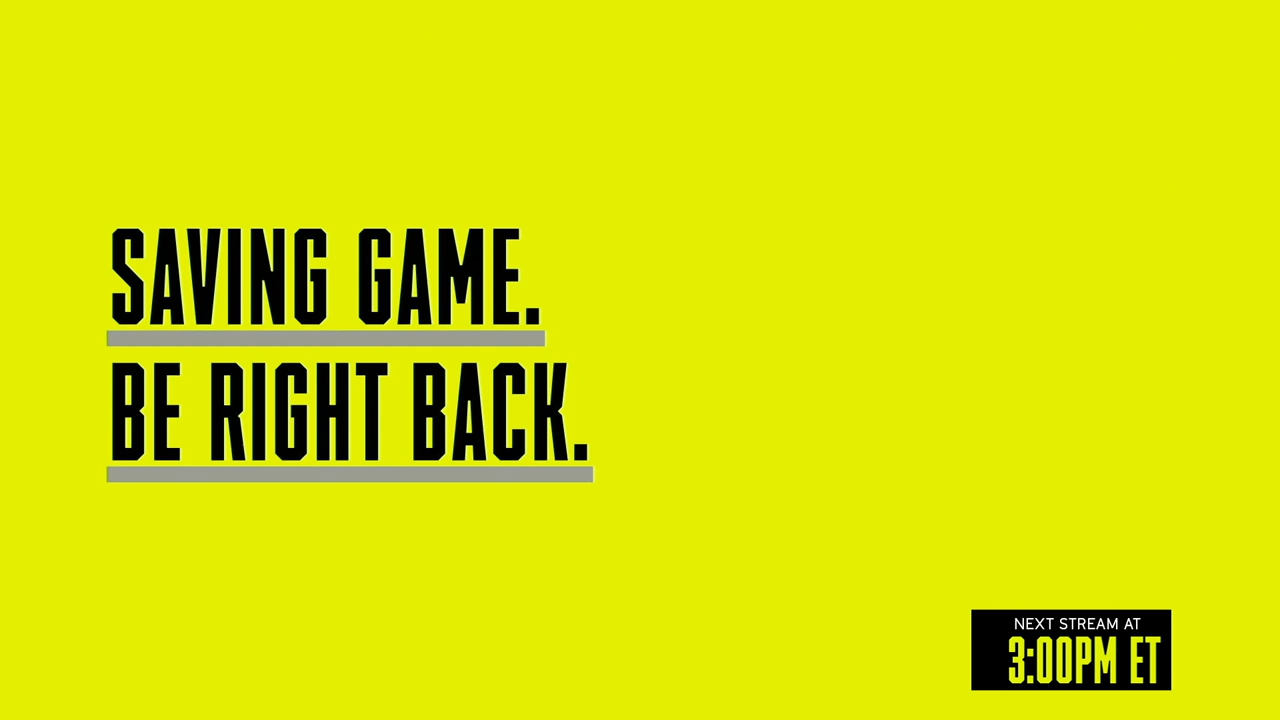 SAVING GAME.
BE RIGHT BACK.
NEXT STREAM AT
3:00PM ET